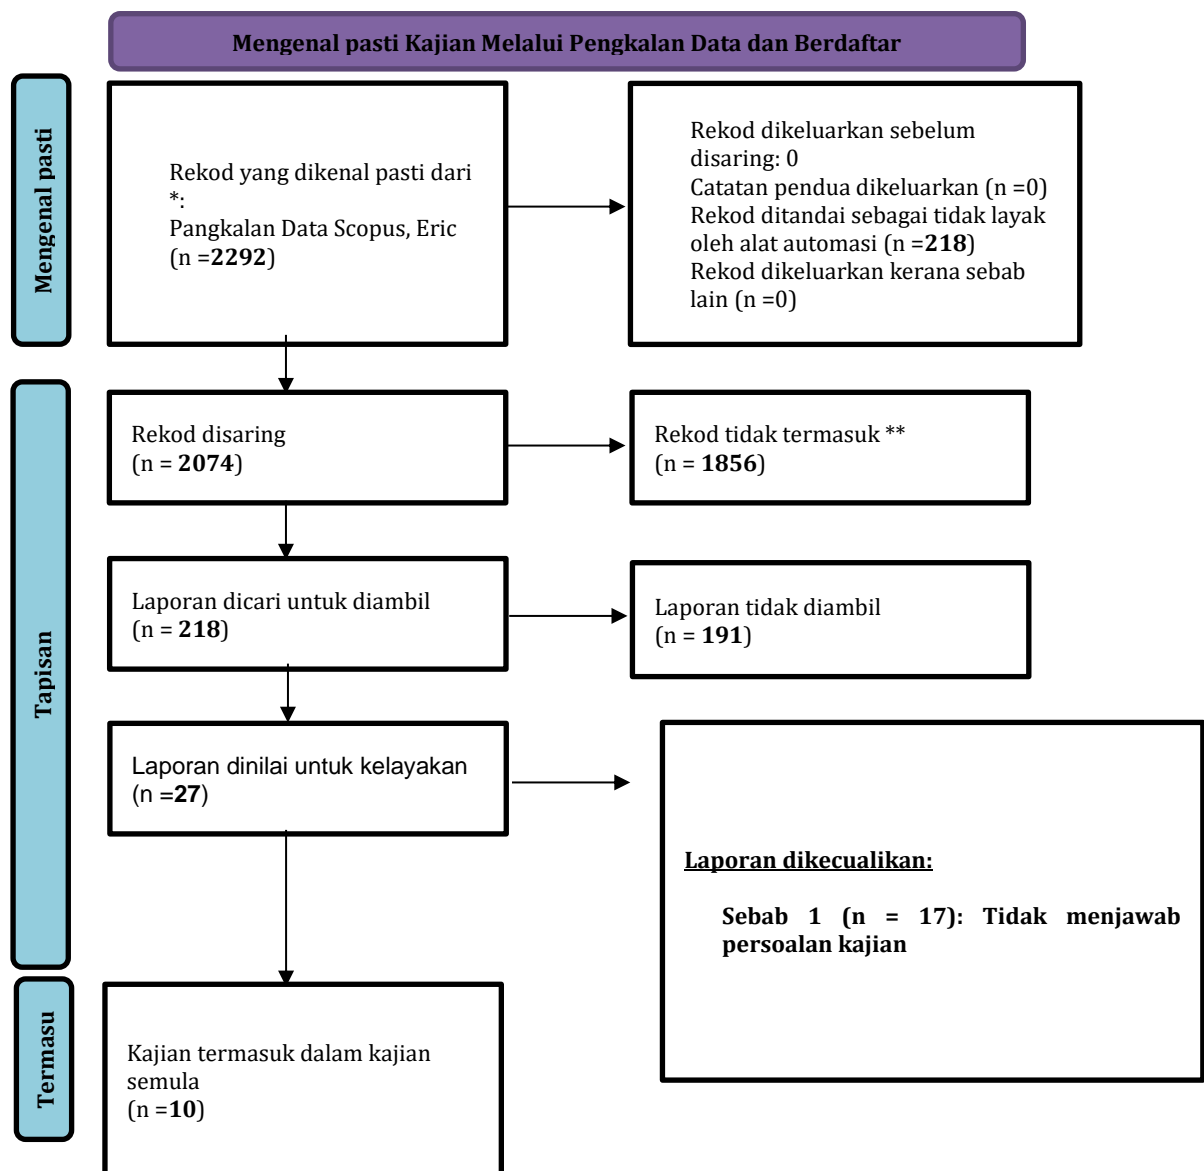 Mengenal pasti Kajian Melalui Pengkalan Data dan Berdaftar
Mengenal pasti
Rekod yang dikenal pasti dari
*:
Pangkalan Data Scopus, Eric
(n =2292)
Rekod dikeluarkan sebelum
disaring: 0
Catatan pendua dikeluarkan (n =0)
Rekod ditandai sebagai tidak layak
oleh alat automasi (n =218)
Rekod dikeluarkan kerana sebab
lain (n =0)
Tapisan
Rekod disaring
(n = 2074)
Rekod tidak termasuk **
(n = 1856)
Laporan dicari untuk diambil
(n = 218)
Laporan tidak diambil
(n = 191)
Laporan dinilai untuk kelayakan
(n =27)
Laporan dikecualikan:
Sebab 1 (n = 17): Tidak menjawab
persoalan kajian
Termasu
Kajian termasuk dalam kajian
semula
(n =10)